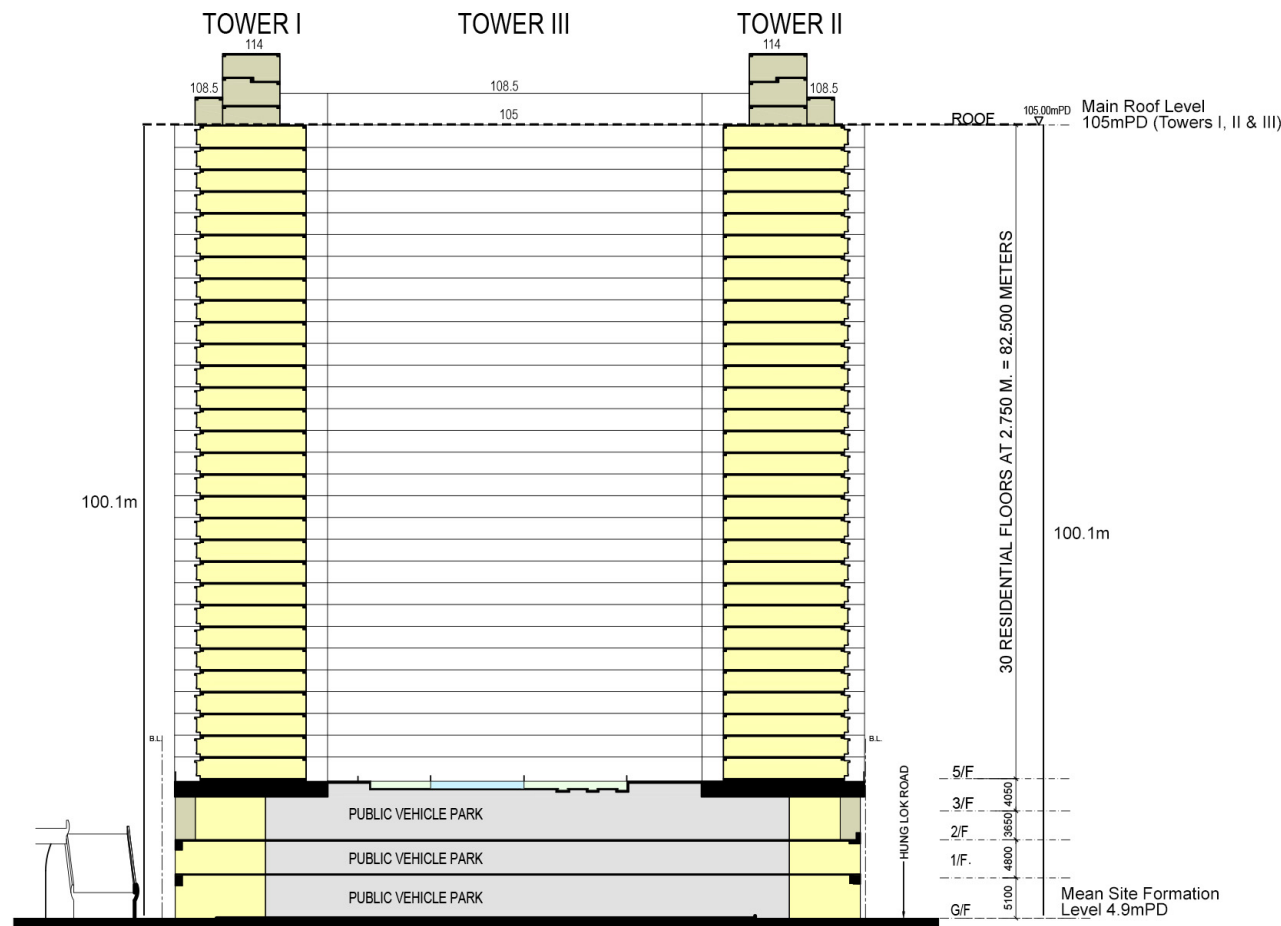 TOWER I
TOWER III
TOWER II
114
114
108.5
108.5
108.5
105
ROOF
105.00mPD
Main Roof Level
105mPD (Towers I, II & III)
30 RESIDENTIAL FLOORS AT 2.750 M. = 82.500 METERS
100.1m
100.1m
B.L.
B.L.
5/F
4050
3/F
3650
2/F
4800
1/F.
5100
G/F
HUNG LOK ROAD
PUBLIC VEHICLE PARK
PUBLIC VEHICLE PARK
PUBLIC VEHICLE PARK
Mean Site Formation
Level 4.9mPD